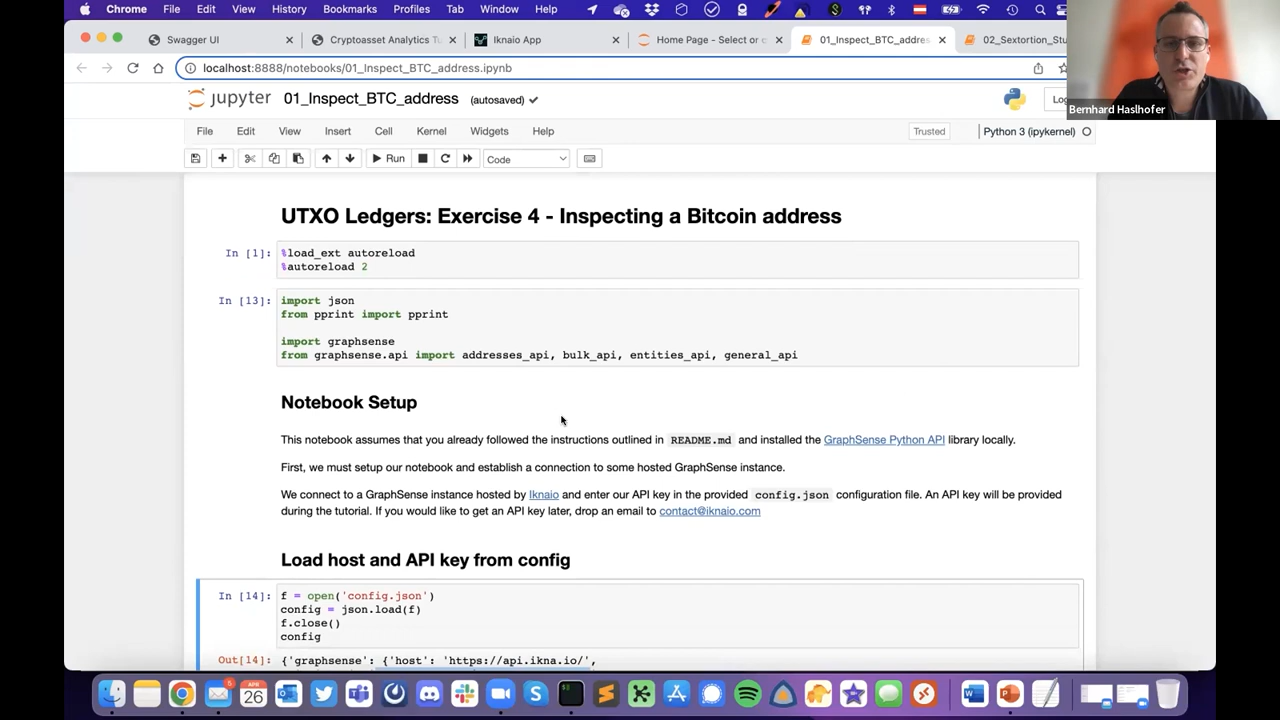 Chrome File Edit View History Bookmarks Profiles Tab Window Help
Swagger UI
Cryptoasset Analytics Tu
Iknaio App
Home Page - Select or c
01_Inspect_BTC_addres
02_Sextortion_Stu
localhost:8888/notebooks/01_Inspect_BTC_address.ipynb
Bernhard Haslhofer
jupyter 01_Inspect_BTC_address (autosaved)
File Edit View Insert Cell Kernel Widgets Help
Trusted
Python 3 (ipykernel)
Run
Code
UTXO Ledgers: Exercise 4 - Inspecting a Bitcoin address
In [1]: %load_ext autoreload
%autoreload 2
In [13]: import json
from pprint import pprint
import graphsense
from graphsense.api import addresses_api, bulk_api, entities_api, general_api
Notebook Setup
This notebook assumes that you already followed the instructions outlined in README.md and installed the GraphSense Python API library locally.
First, we must setup our notebook and establish a connection to some hosted GraphSense instance.
We connect to a GraphSense instance hosted by Iknaio and enter our API key in the provided config.json configuration file. An API key will be provided
during the tutorial. If you would like to get an API key later, drop an email to contact@iknaio.com
Load host and API key from config
In [14]: f = open('config.json')
config = json.load(f)
f.close()
config
Out[14]: {'graphsense': {'host': 'https://api.ikna.io/',
5
APR
26